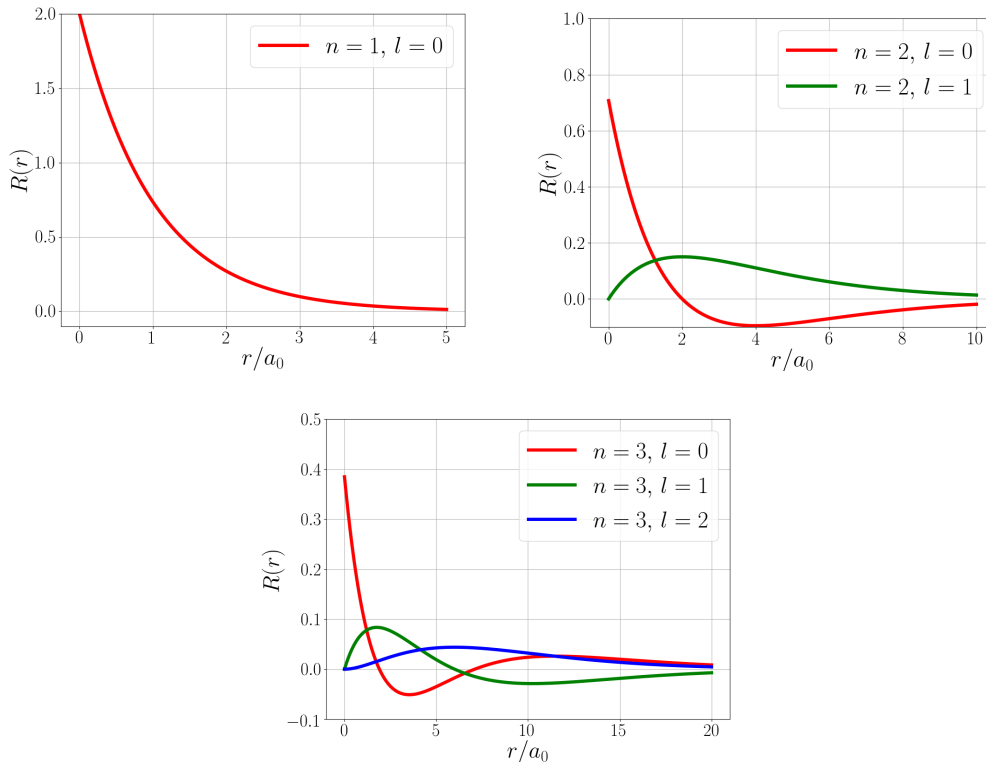 2.0
1.5
1.0
0.5
0.0
R(r)
n = 1, l = 0
0 1 2 3 4 5
r/a₀
1.0
0.8
0.6
0.4
0.2
0.0
R(r)
n = 2, l = 0
n = 2, l = 1
0 2 4 6 8 10
r/a₀
0.5
0.4
0.3
0.2
0.1
0.0
−0.1
R(r)
n = 3, l = 0
n = 3, l = 1
n = 3, l = 2
0 5 10 15 20
r/a₀